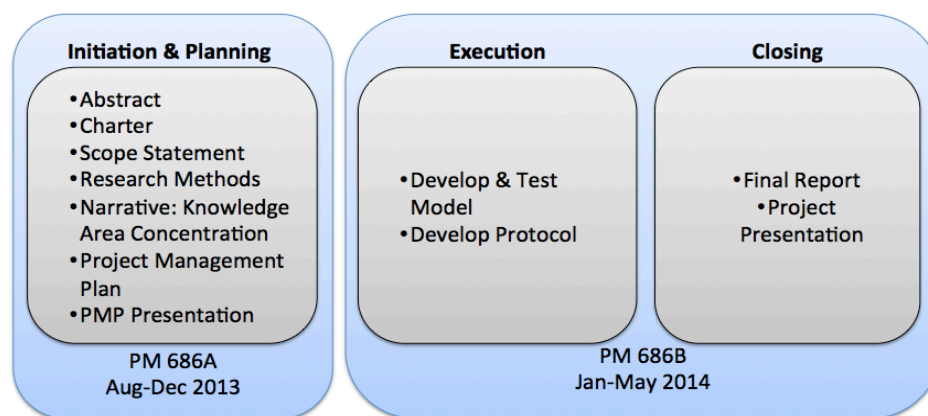 Initiation & Planning
•Abstract
•Charter
•Scope Statement
•Research Methods
•Narrative: Knowledge
Area Concentration
•Project Management
Plan
•PMP Presentation
PM 686A
Aug-Dec 2013
Execution
•Develop & Test
Model
•Develop Protocol
Closing
•Final Report
•Project
Presentation
PM 686B
Jan-May 2014